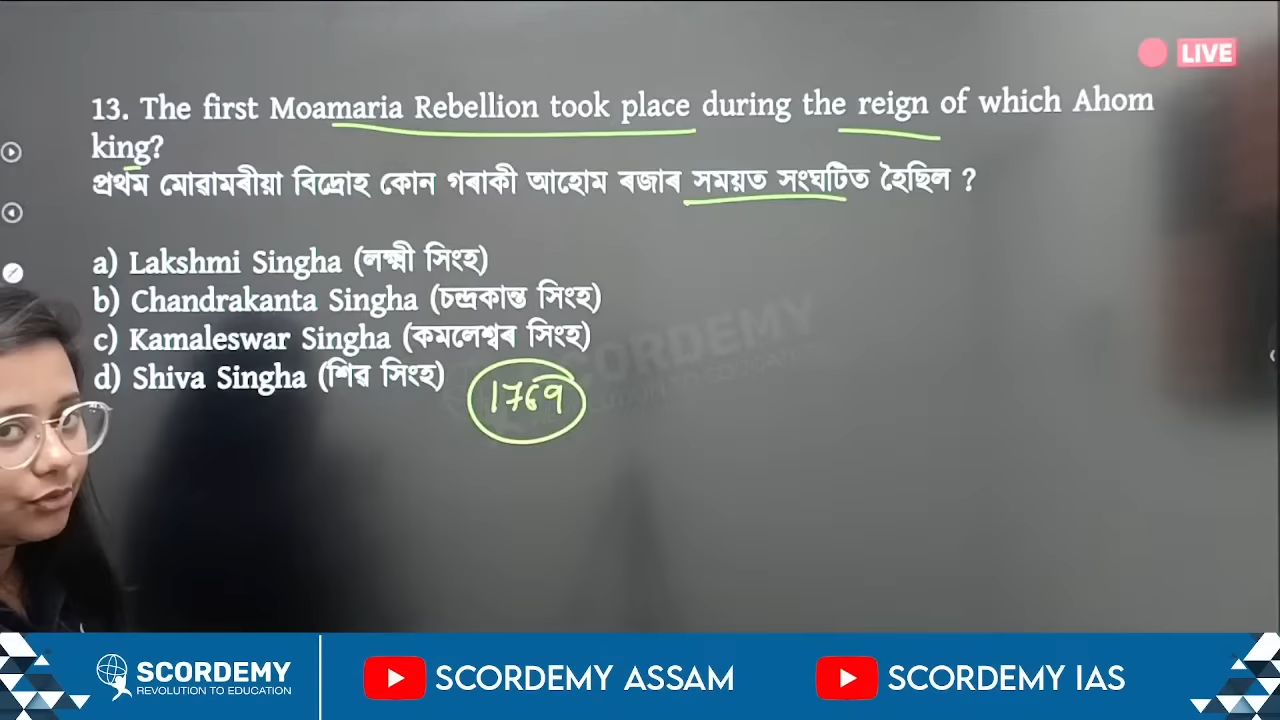 LIVE
13. The first Moamaria Rebellion took place during the reign of which Ahom
king?
প্ৰথম মোৱামৰীয়া বিদ্ৰোহ কোন গৰাকী আহোম ৰজাৰ সময়ত সংঘটিত হৈছিল ?
a) Lakshmi Singha (লক্ষ্মী সিংহ)
b) Chandrakanta Singha (চন্দ্ৰকান্ত সিংহ)
c) Kamaleswar Singha (কমলেশ্বৰ সিংহ)
d) Shiva Singha (শিৱ সিংহ)
1769
SCORDEMY
SCORDEMY
REVOLUTION TO EDUCATION
SCORDEMY ASSAM
SCORDEMY IAS